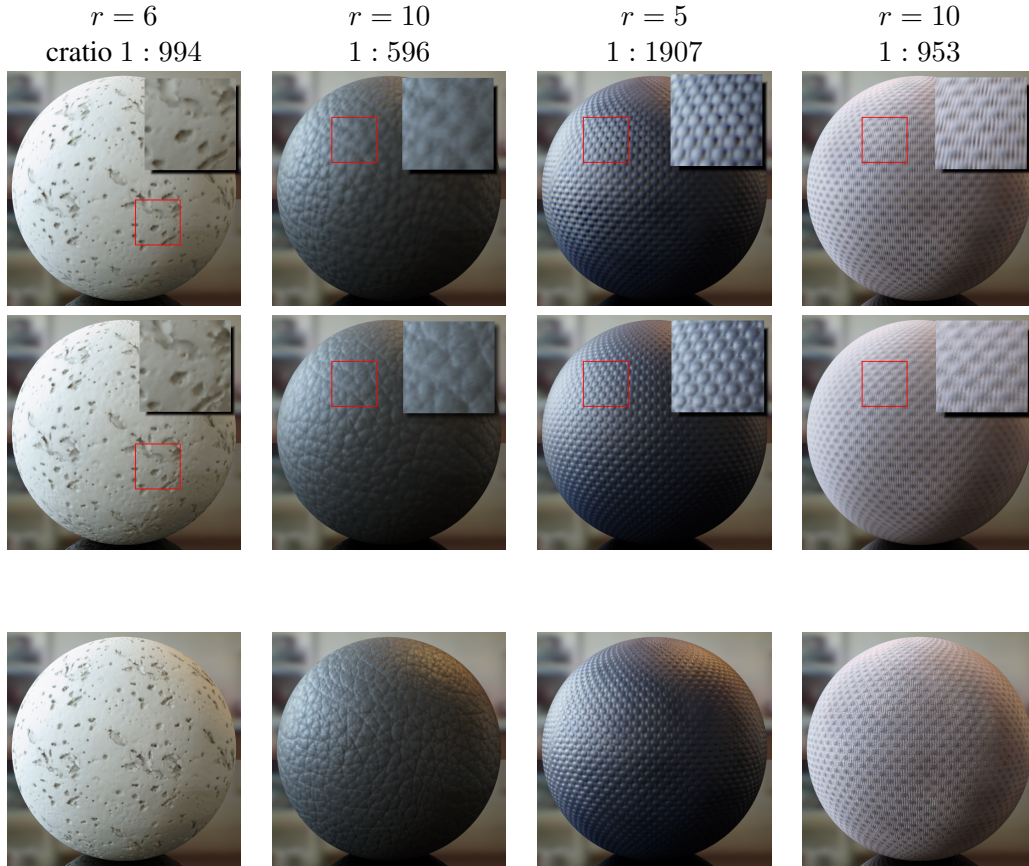 r = 6 r = 10 r = 5 r = 10
cratio 1 : 994 1 : 596 1 : 1907 1 : 953